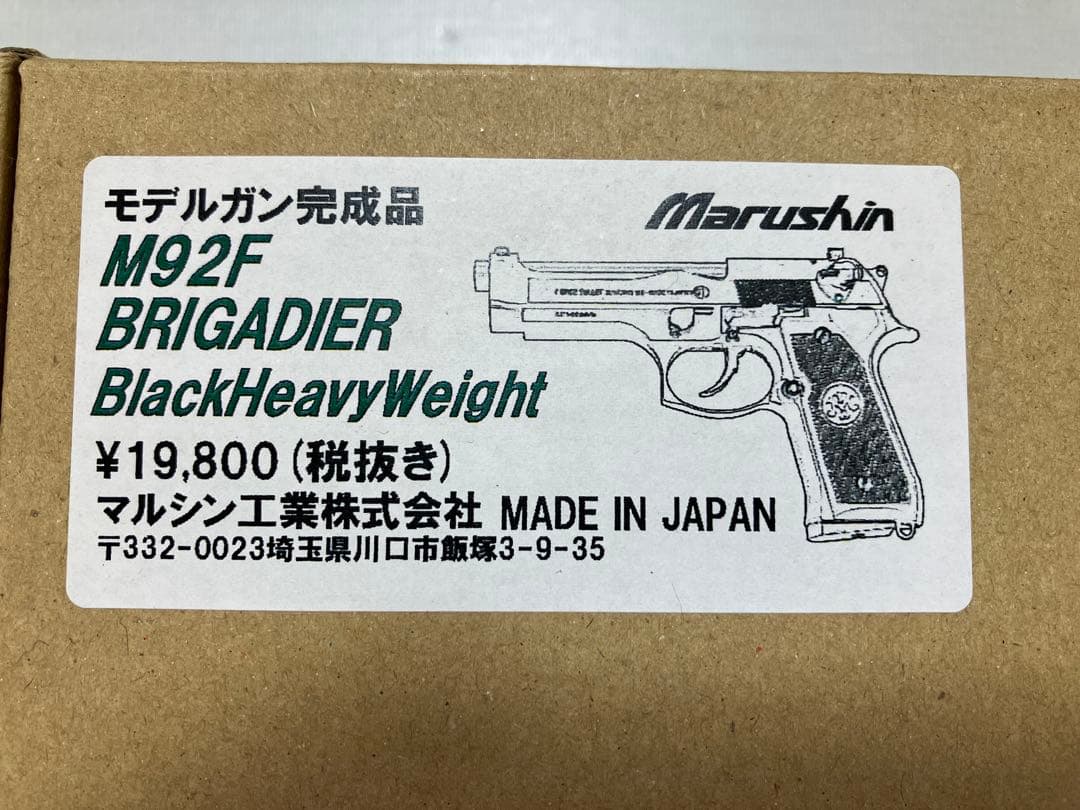 モデルガン完成品
Marushin
M92F
BRIGADIER
BlackHeavyWeight
¥19,800(税抜き)
マルシン工業株式会社 MADE IN JAPAN
〒332-0023埼玉県川口市飯塚3-9-35